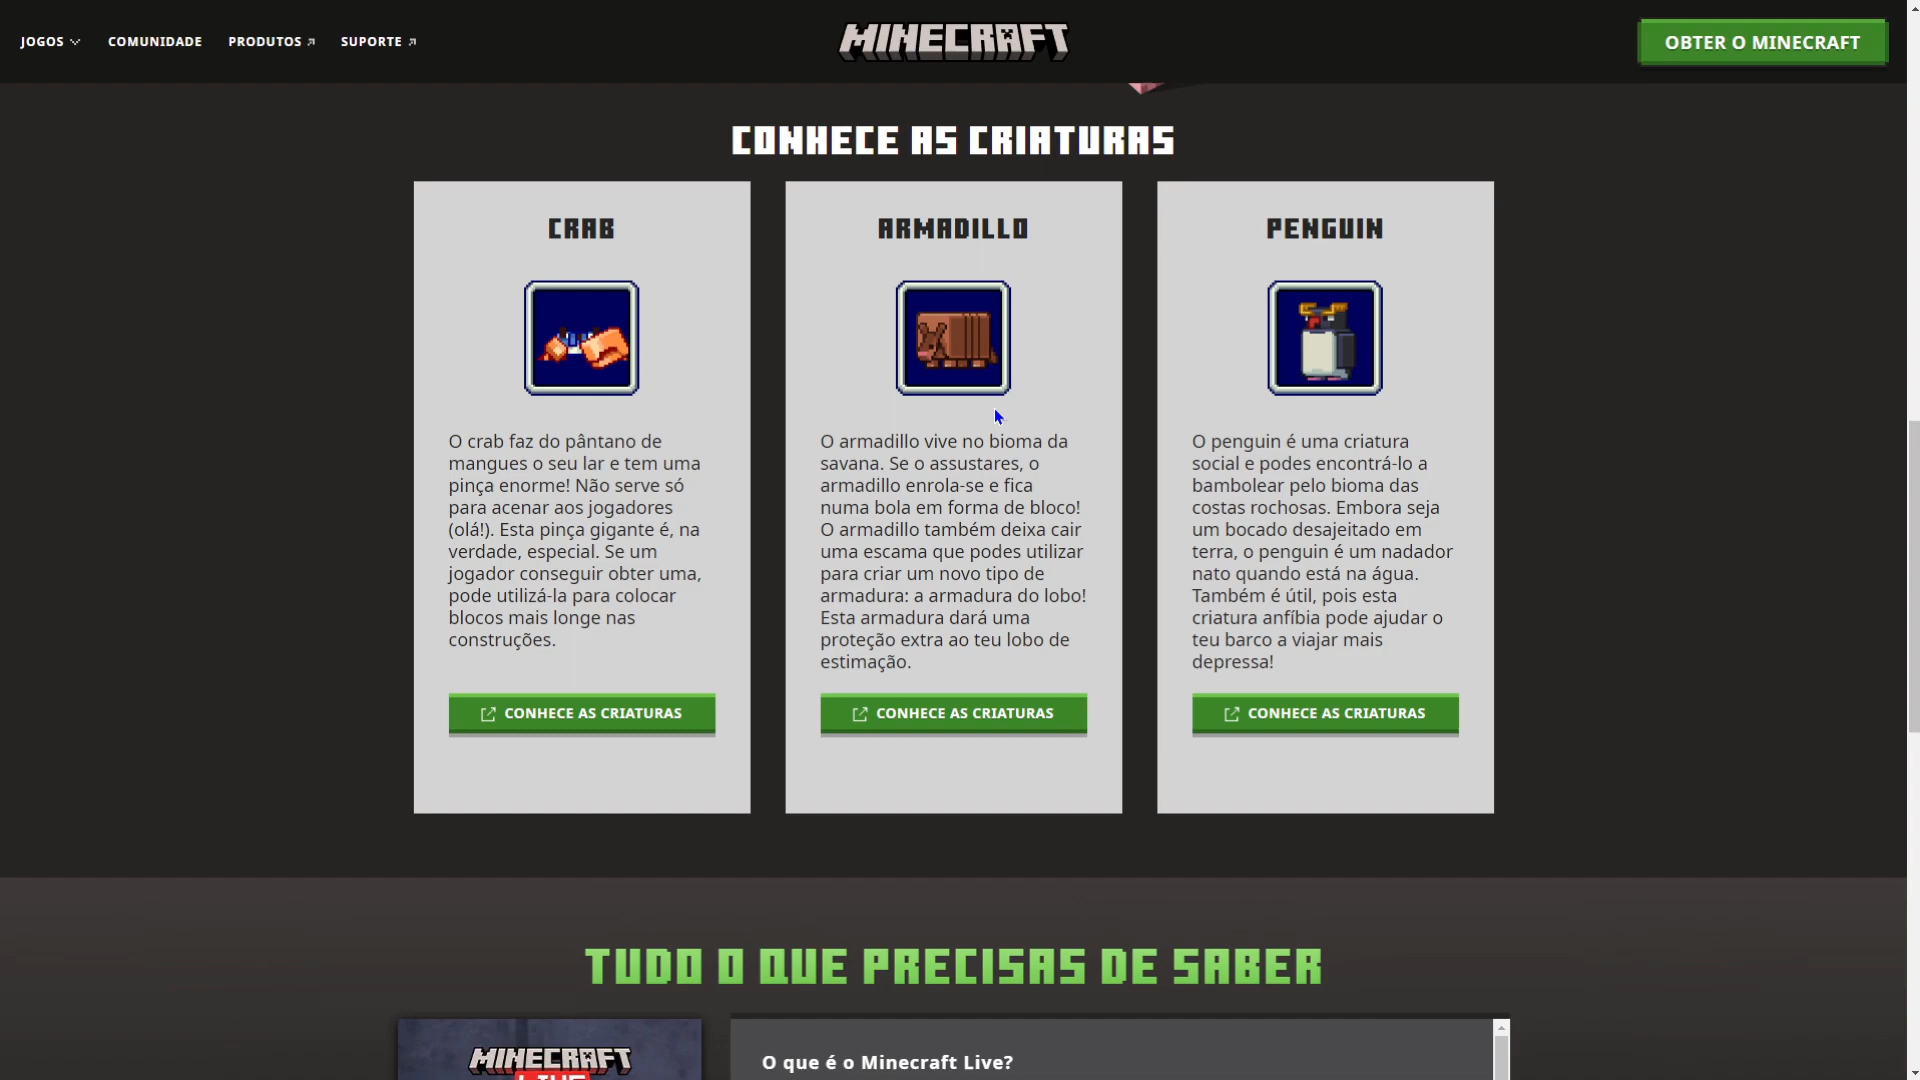 JOGOS
COMUNIDADE
PRODUTOS
SUPORTE
MINECRAFT
OBTER O MINECRAFT
CONHECE AS CRIATURAS
CRAB
O crab faz do pântano de
mangues o seu lar e tem uma
pinça enorme! Não serve só
para acenar aos jogadores
(olá!). Esta pinça gigante é, na
verdade, especial. Se um
jogador conseguir obter uma,
pode utilizá-la para colocar
blocos mais longe nas
construções.
CONHECE AS CRIATURAS
ARMADILLO
O armadillo vive no bioma da
savana. Se o assustares, o
armadillo enrola-se e fica
numa bola em forma de bloco!
O armadillo também deixa cair
uma escama que podes utilizar
para criar um novo tipo de
armadura: a armadura do lobo!
Esta armadura dará uma
proteção extra ao teu lobo de
estimação.
CONHECE AS CRIATURAS
PENGUIN
O penguin é uma criatura
social e podes encontrá-lo a
bambolear pelo bioma das
costas rochosas. Embora seja
um bocado desajeitado em
terra, o penguin é um nadador
nato quando está na água.
Também é útil, pois esta
criatura anfíbia pode ajudar o
teu barco a viajar mais
depressa!
CONHECE AS CRIATURAS
TUDO O QUE PRECISAS DE SABER
MINECRAFT
LIVE
O que é o Minecraft Live?